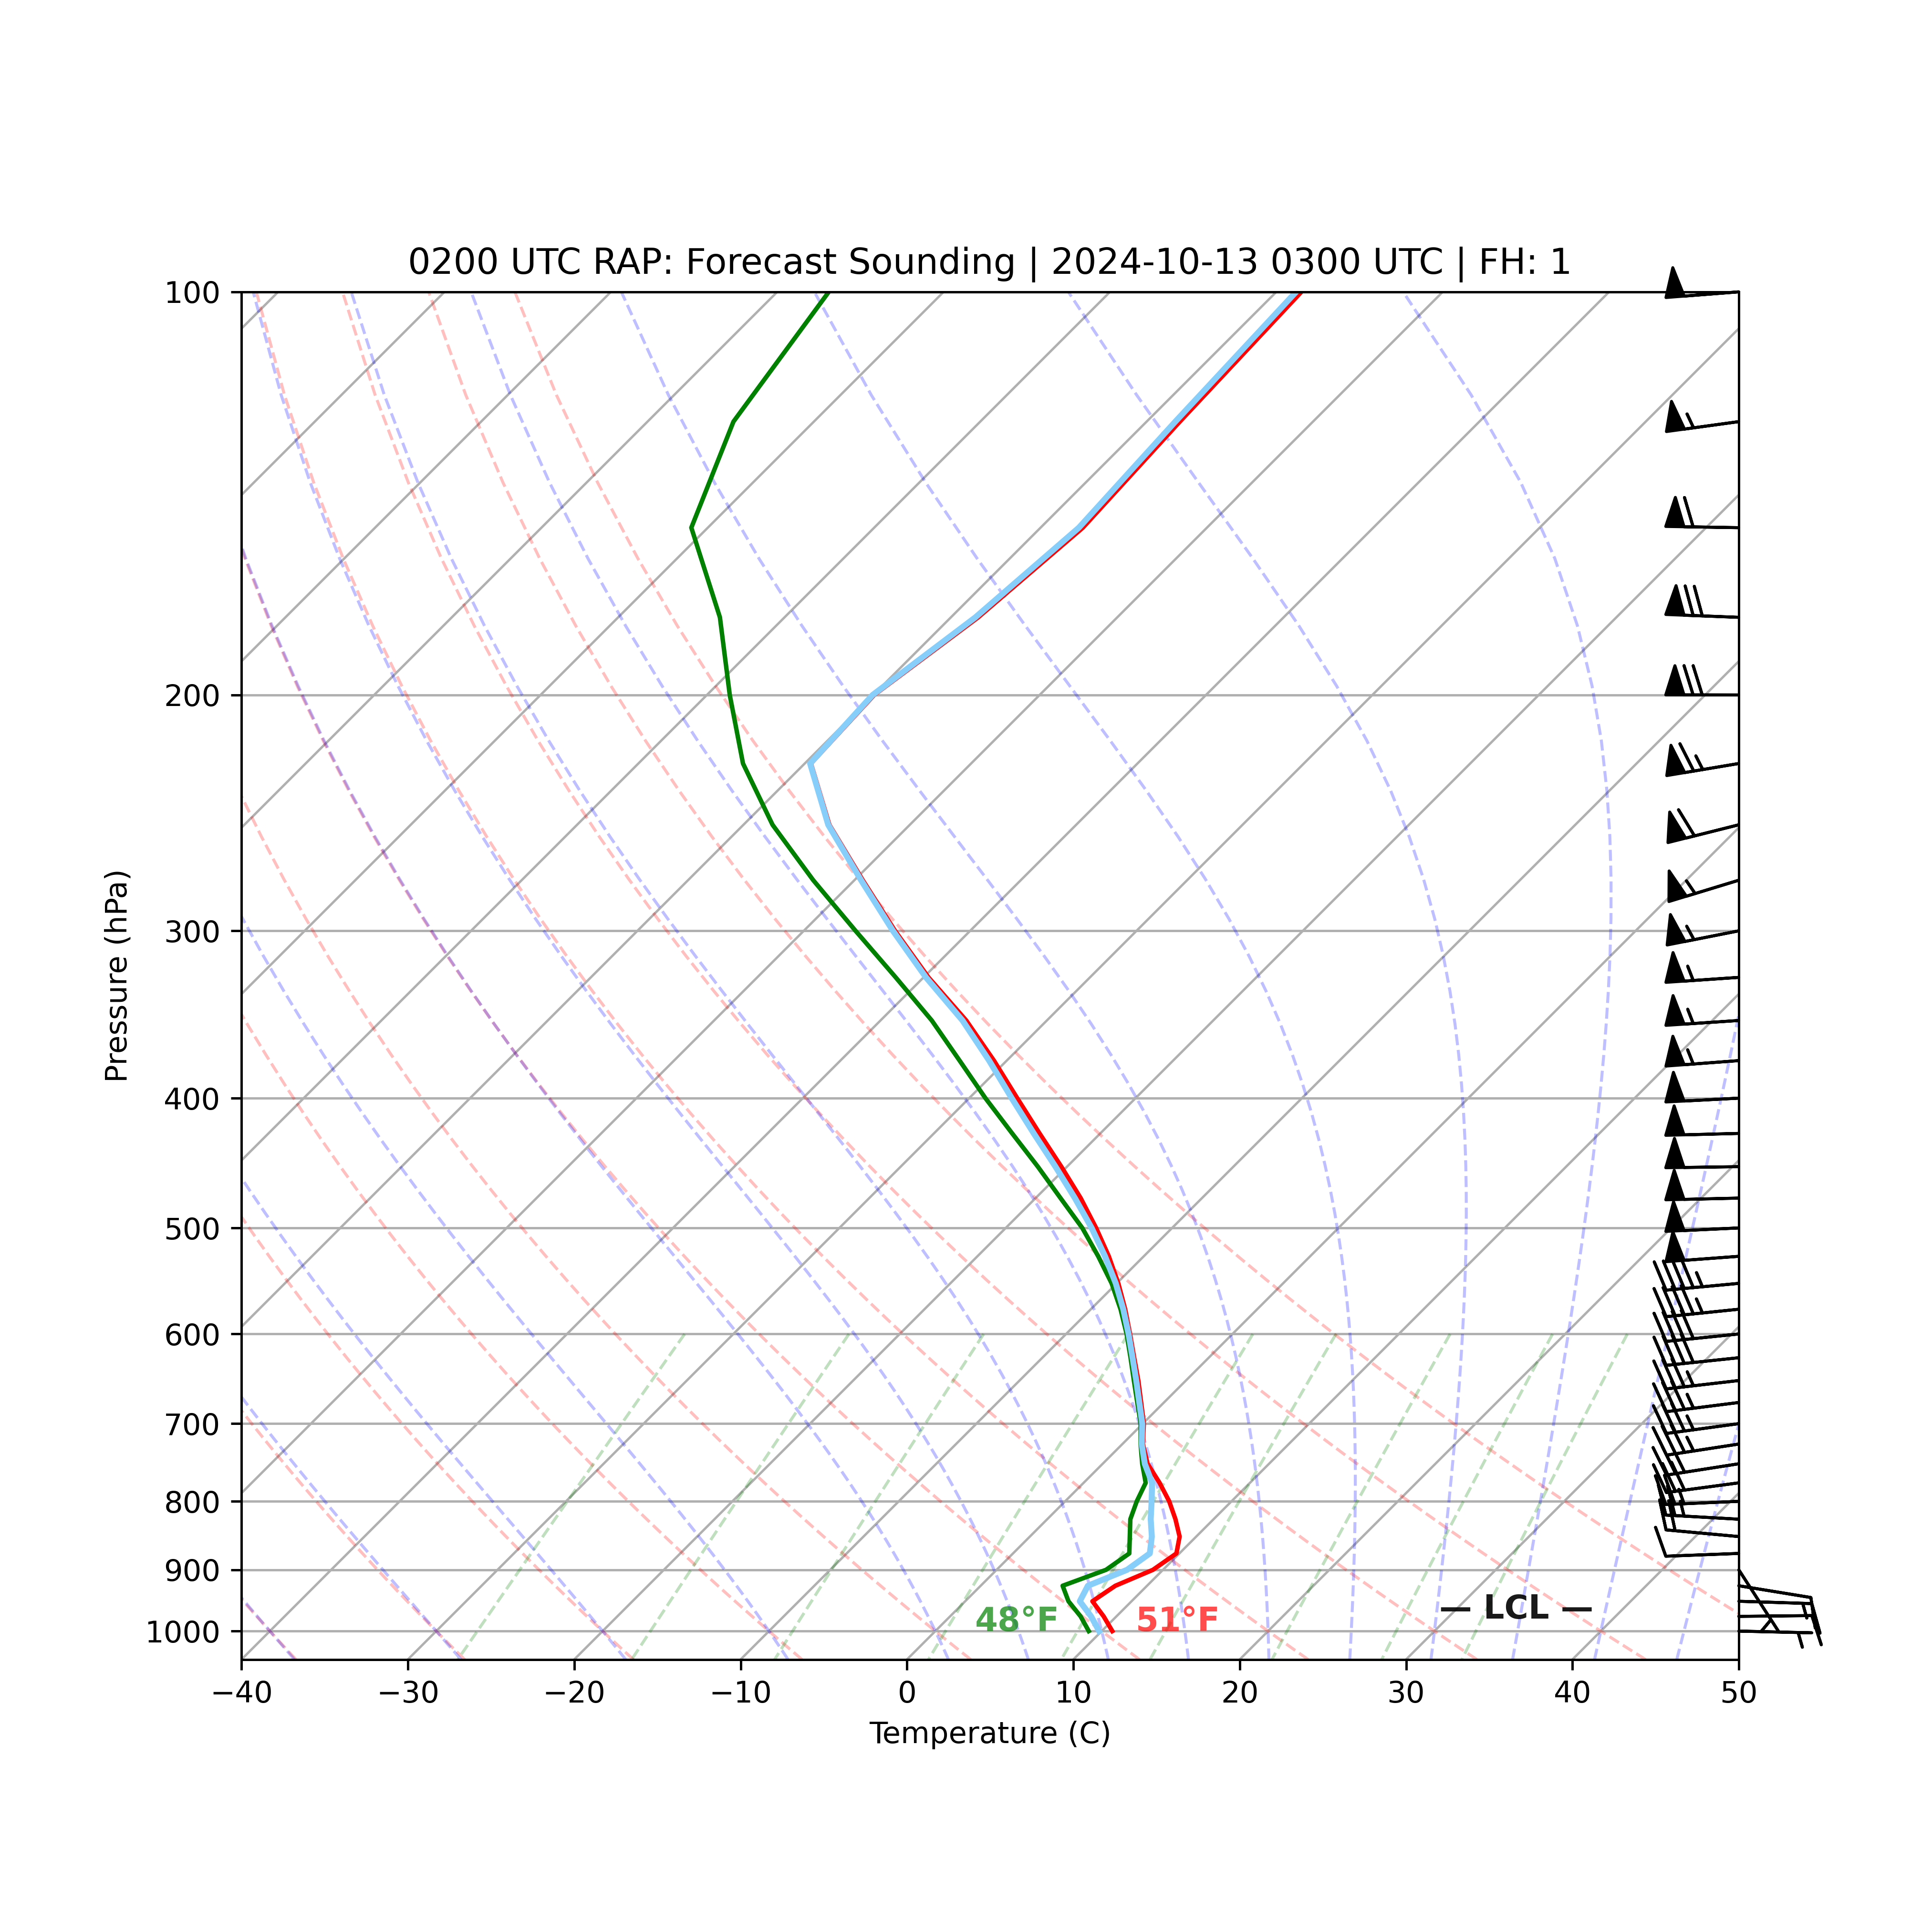 0200 UTC RAP: Forecast Sounding | 2024-10-13 0300 UTC | FH: 1
100
200
300
400
500
600
700
800
900
1000
Pressure (hPa)
48°F
51°F
— LCL —
−40 −30 −20 −10 0 10 20 30 40 50
Temperature (C)